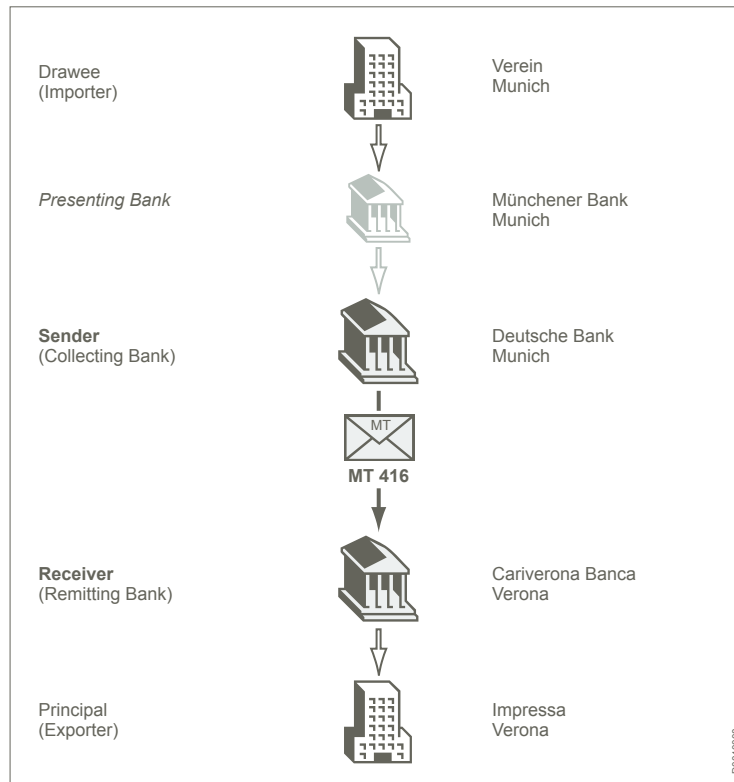 Drawee
(Importer)
Verein
Munich
Presenting Bank
Münchener Bank
Munich
Sender
(Collecting Bank)
Deutsche Bank
Munich
MT
MT 416
Receiver
(Remitting Bank)
Cariverona Banca
Verona
Principal
(Exporter)
Impressa
Verona